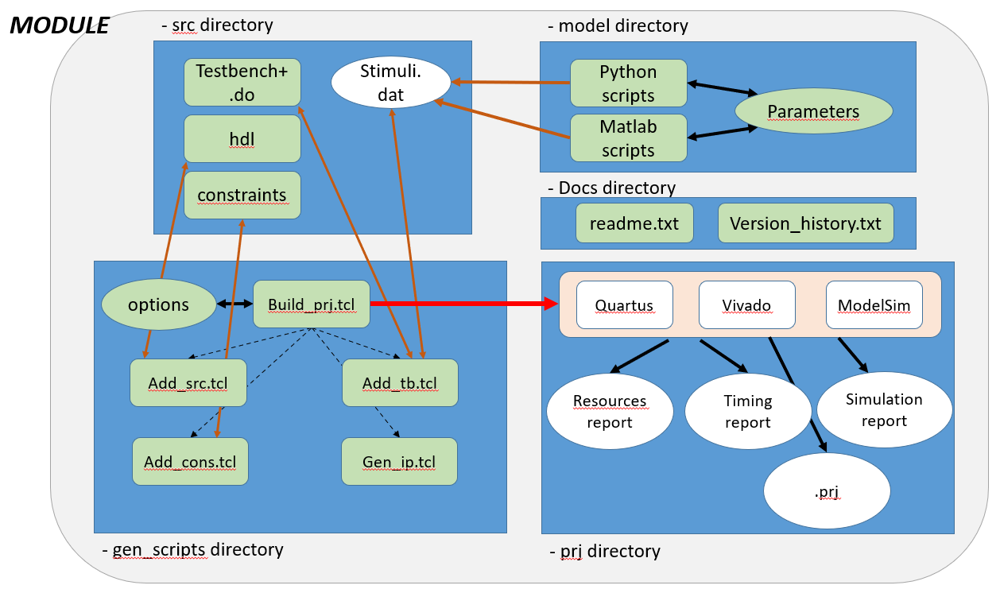 MODULE
- src directory
Testbench+
.do
hdl
constraints
Stimuli.
dat
- model directory
Python
scripts
Matlab
scripts
Parameters
- Docs directory
readme.txt
Version_history.txt
options
Build_prj.tcl
Add_src.tcl
Add_tb.tcl
Add_cons.tcl
Gen_ip.tcl
- gen_scripts directory
Quartus
Vivado
ModelSim
Resources
report
Timing
report
Simulation
report
.prj
- prj directory